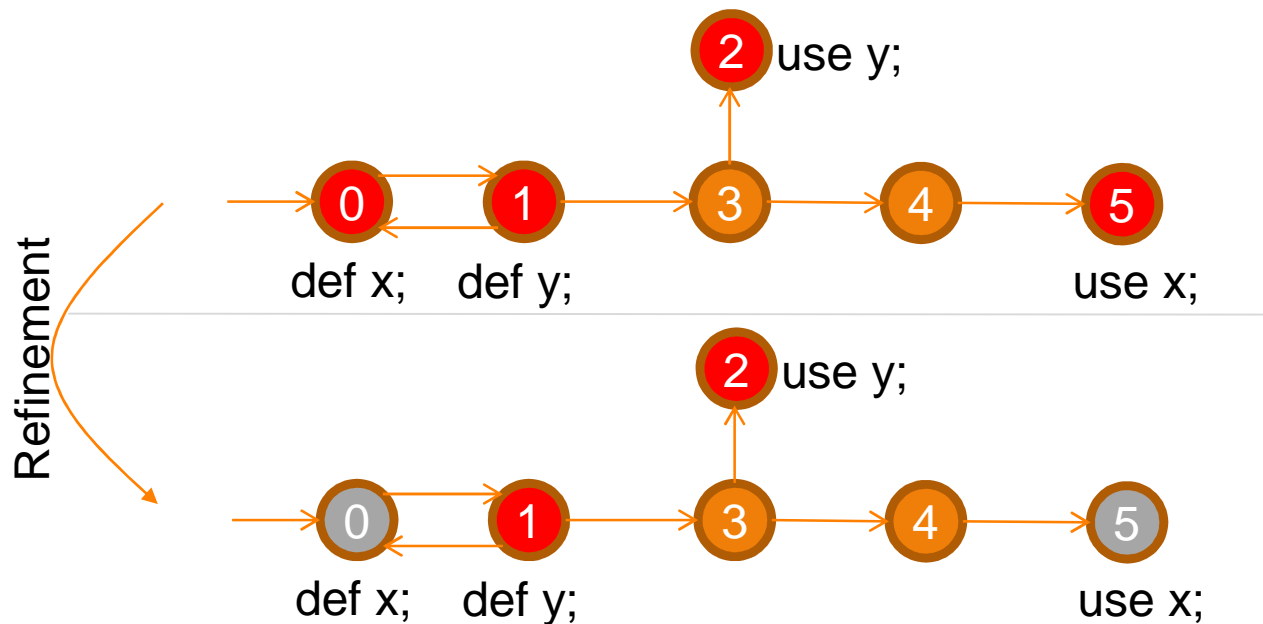 2 use y;
0 1 3 4 5
def x; def y; use x;
Refinement
2 use y;
0 1 3 4 5
def x; def y; use x;